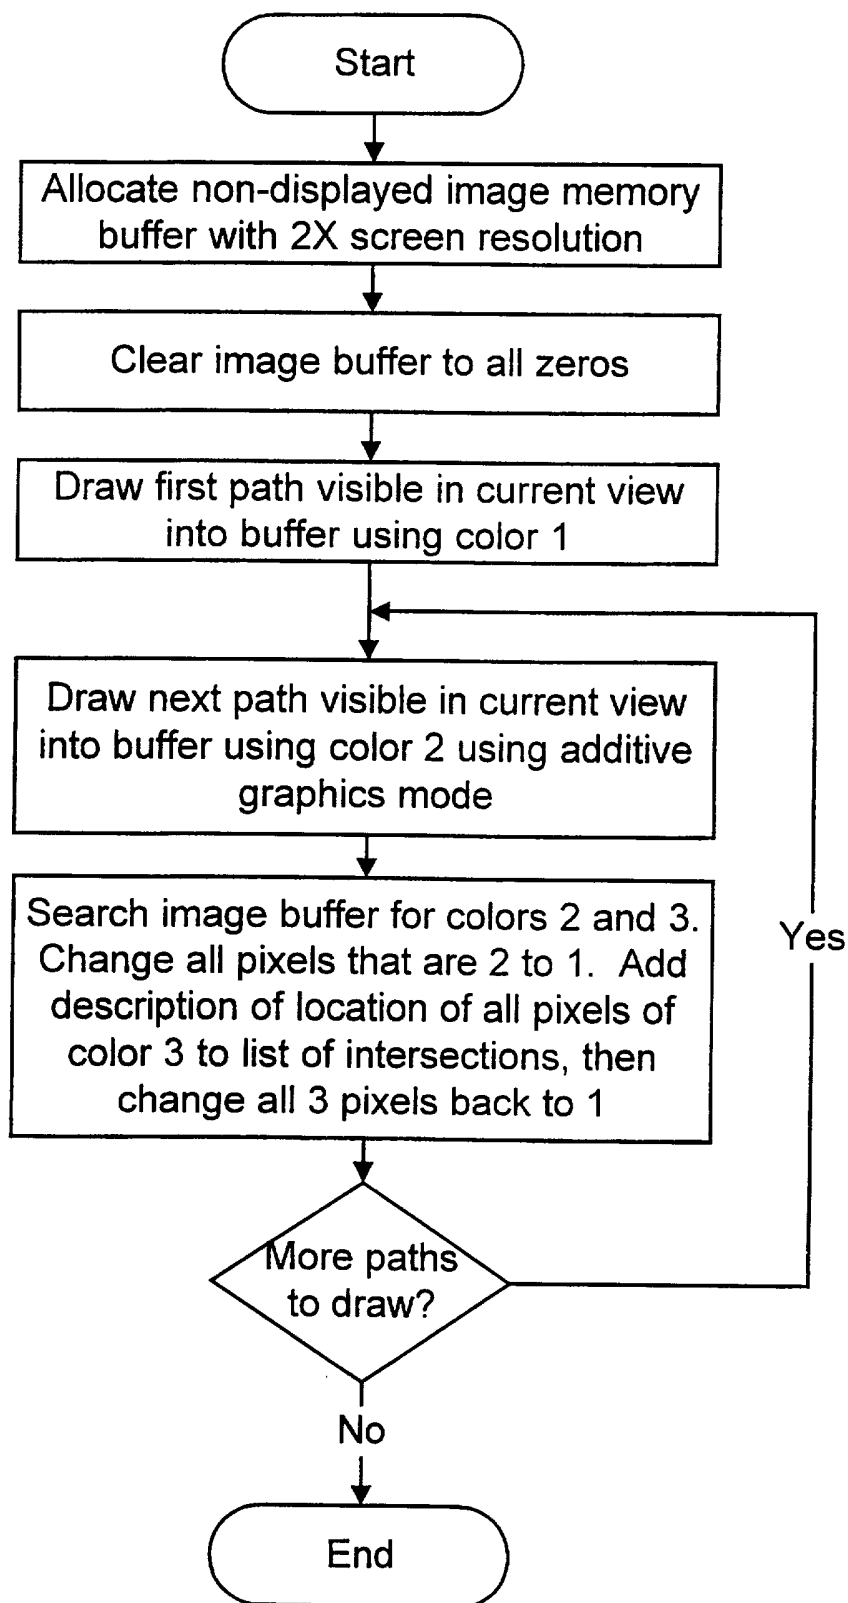 Start
Allocate non-displayed image memory
buffer with 2X screen resolution
Clear image buffer to all zeros
Draw first path visible in current view
into buffer using color 1
Draw next path visible in current view
into buffer using color 2 using additive
graphics mode
Search image buffer for colors 2 and 3.
Change all pixels that are 2 to 1. Add
description of location of all pixels of
color 3 to list of intersections, then
change all 3 pixels back to 1
Yes
More paths
to draw?
No
End